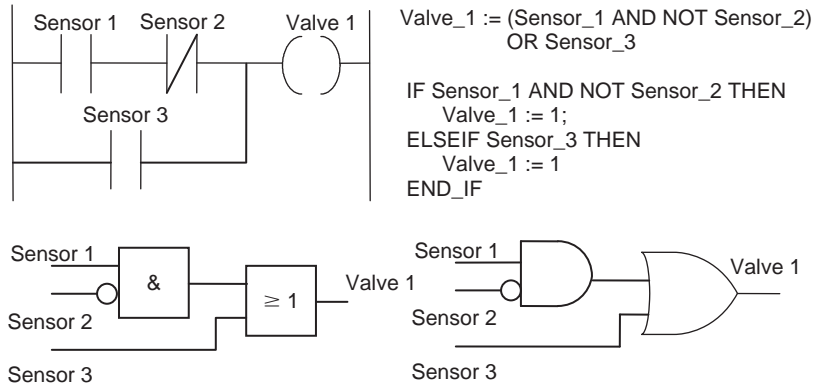 Sensor 1 Sensor 2 Valve 1
Sensor 3
Valve_1 := (Sensor_1 AND NOT Sensor_2)
OR Sensor_3
IF Sensor_1 AND NOT Sensor_2 THEN
Valve_1 := 1;
ELSEIF Sensor_3 THEN
Valve_1 := 1
END_IF
Sensor 1
&
≥ 1
Valve 1
Sensor 2
Sensor 3
Sensor 1
Valve 1
Sensor 2
Sensor 3